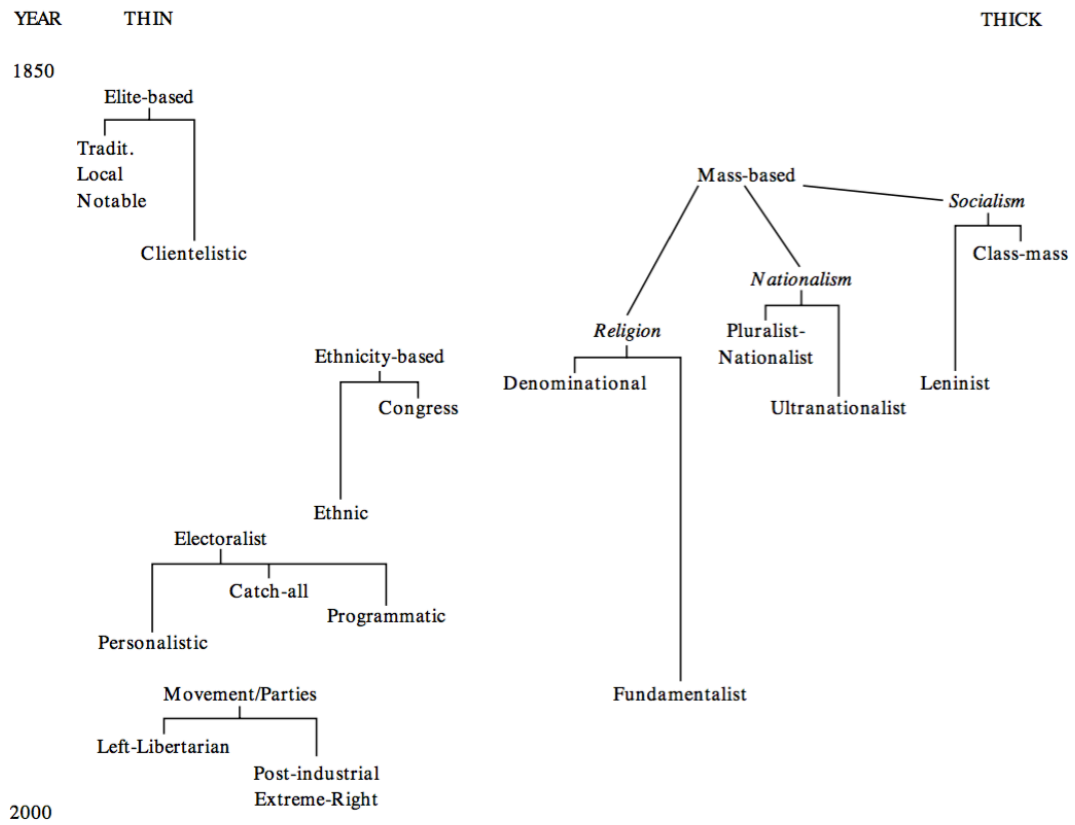 YEAR THIN THICK
1850
Elite-based
Tradit.
Local
Notable
Mass-based
Socialism
Clientelistic
Class-mass
Nationalism
Religion
Pluralist-
Nationalist
Ethnicity-based
Denominational
Leninist
Congress
Ultranationalist
Ethnic
Electoralist
Catch-all
Programmatic
Personalistic
Movement/Parties
Fundamentalist
Left-Libertarian
Post-industrial
Extreme-Right
2000